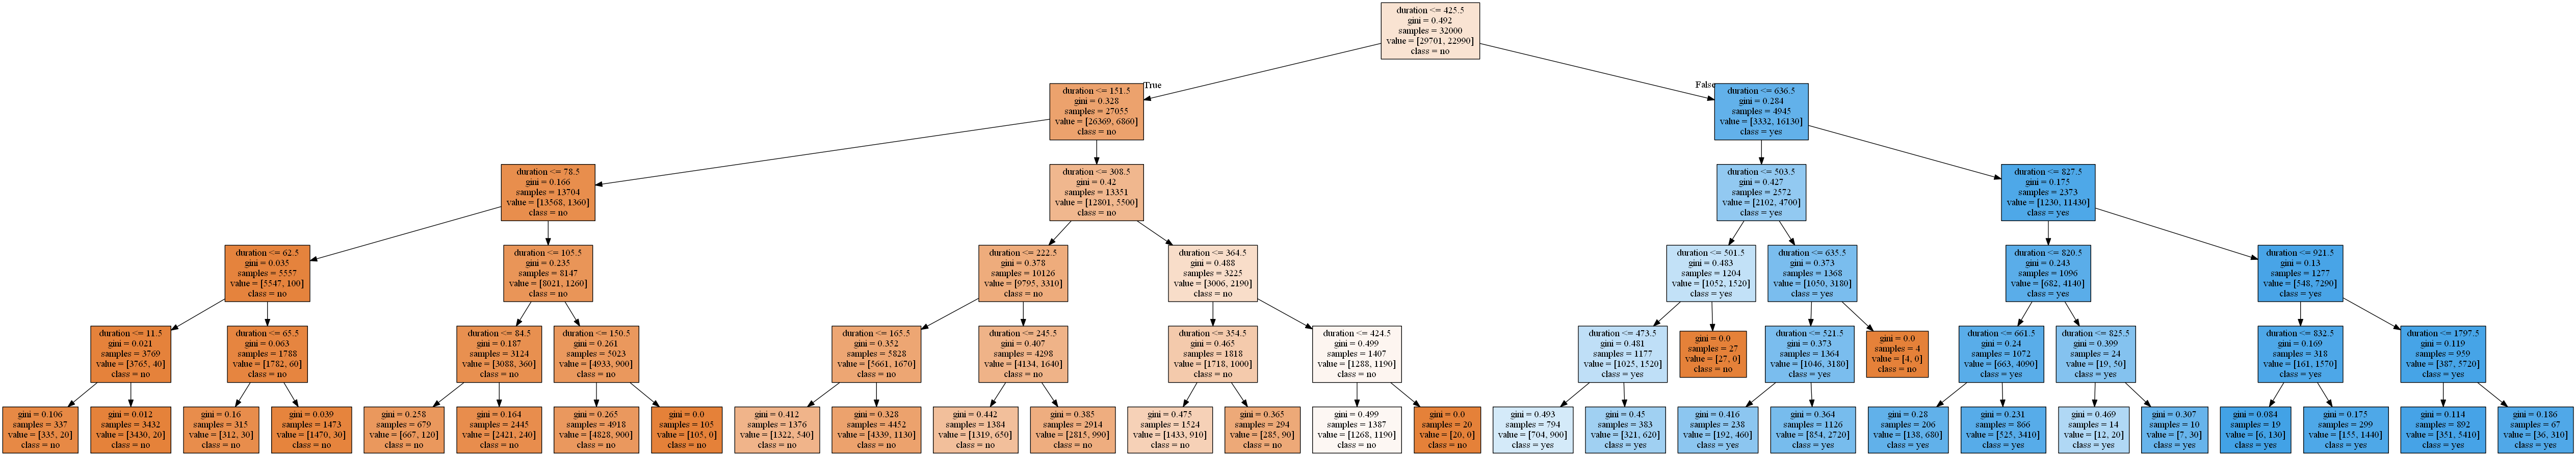 duration <= 425.5
gini = 0.492
samples = 32000
value = [29701, 22990]
class = no
True
False
duration <= 151.5
gini = 0.328
samples = 27055
value = [26369, 6860]
class = no
duration <= 636.5
gini = 0.284
samples = 4945
value = [3332, 16130]
class = yes
duration <= 78.5
gini = 0.166
samples = 13704
value = [13568, 1360]
class = no
duration <= 308.5
gini = 0.42
samples = 13351
value = [12801, 5500]
class = no
duration <= 503.5
gini = 0.427
samples = 2572
value = [2102, 4700]
class = yes
duration <= 827.5
gini = 0.175
samples = 2373
value = [1230, 11430]
class = yes
duration <= 62.5
gini = 0.035
samples = 5557
value = [5547, 100]
class = no
duration <= 105.5
gini = 0.235
samples = 8147
value = [8021, 1260]
class = no
duration <= 222.5
gini = 0.378
samples = 10126
value = [9795, 3310]
class = no
duration <= 364.5
gini = 0.488
samples = 3225
value = [3006, 2190]
class = no
duration <= 501.5
gini = 0.483
samples = 1204
value = [1052, 1520]
class = yes
duration <= 635.5
gini = 0.373
samples = 1368
value = [1050, 3180]
class = yes
duration <= 820.5
gini = 0.243
samples = 1096
value = [682, 4140]
class = yes
duration <= 921.5
gini = 0.13
samples = 1277
value = [548, 7290]
class = yes
duration <= 11.5
gini = 0.021
samples = 3769
value = [3765, 40]
class = no
duration <= 65.5
gini = 0.063
samples = 1788
value = [1782, 60]
class = no
duration <= 84.5
gini = 0.187
samples = 3124
value = [3088, 360]
class = no
duration <= 150.5
gini = 0.261
samples = 5023
value = [4933, 900]
class = no
duration <= 165.5
gini = 0.352
samples = 5828
value = [5661, 1670]
class = no
duration <= 245.5
gini = 0.407
samples = 4298
value = [4134, 1640]
class = no
duration <= 354.5
gini = 0.465
samples = 1818
value = [1718, 1000]
class = no
duration <= 424.5
gini = 0.499
samples = 1407
value = [1288, 1190]
class = no
duration <= 473.5
gini = 0.481
samples = 1177
value = [1025, 1520]
class = yes
gini = 0.0
samples = 27
value = [27, 0]
class = no
duration <= 521.5
gini = 0.373
samples = 1364
value = [1046, 3180]
class = yes
gini = 0.0
samples = 4
value = [4, 0]
class = no
duration <= 661.5
gini = 0.24
samples = 1072
value = [663, 4090]
class = yes
duration <= 825.5
gini = 0.399
samples = 24
value = [19, 50]
class = yes
duration <= 832.5
gini = 0.169
samples = 318
value = [161, 1570]
class = yes
duration <= 1797.5
gini = 0.119
samples = 959
value = [387, 5720]
class = yes
gini = 0.106
samples = 337
value = [335, 20]
class = no
gini = 0.012
samples = 3432
value = [3430, 20]
class = no
gini = 0.16
samples = 315
value = [312, 30]
class = no
gini = 0.039
samples = 1473
value = [1470, 30]
class = no
gini = 0.258
samples = 679
value = [667, 120]
class = no
gini = 0.164
samples = 2445
value = [2421, 240]
class = no
gini = 0.265
samples = 4918
value = [4828, 900]
class = no
gini = 0.0
samples = 105
value = [105, 0]
class = no
gini = 0.412
samples = 1376
value = [1322, 540]
class = no
gini = 0.328
samples = 4452
value = [4339, 1130]
class = no
gini = 0.442
samples = 1384
value = [1319, 650]
class = no
gini = 0.385
samples = 2914
value = [2815, 990]
class = no
gini = 0.475
samples = 1524
value = [1433, 910]
class = no
gini = 0.365
samples = 294
value = [285, 90]
class = no
gini = 0.499
samples = 1387
value = [1268, 1190]
class = no
gini = 0.0
samples = 20
value = [20, 0]
class = no
gini = 0.493
samples = 794
value = [704, 900]
class = yes
gini = 0.45
samples = 383
value = [321, 620]
class = yes
gini = 0.416
samples = 238
value = [192, 460]
class = yes
gini = 0.364
samples = 1126
value = [854, 2720]
class = yes
gini = 0.28
samples = 206
value = [138, 680]
class = yes
gini = 0.231
samples = 866
value = [525, 3410]
class = yes
gini = 0.469
samples = 14
value = [12, 20]
class = yes
gini = 0.307
samples = 10
value = [7, 30]
class = yes
gini = 0.084
samples = 19
value = [6, 130]
class = yes
gini = 0.175
samples = 299
value = [155, 1440]
class = yes
gini = 0.114
samples = 892
value = [351, 5410]
class = yes
gini = 0.186
samples = 67
value = [36, 310]
class = yes